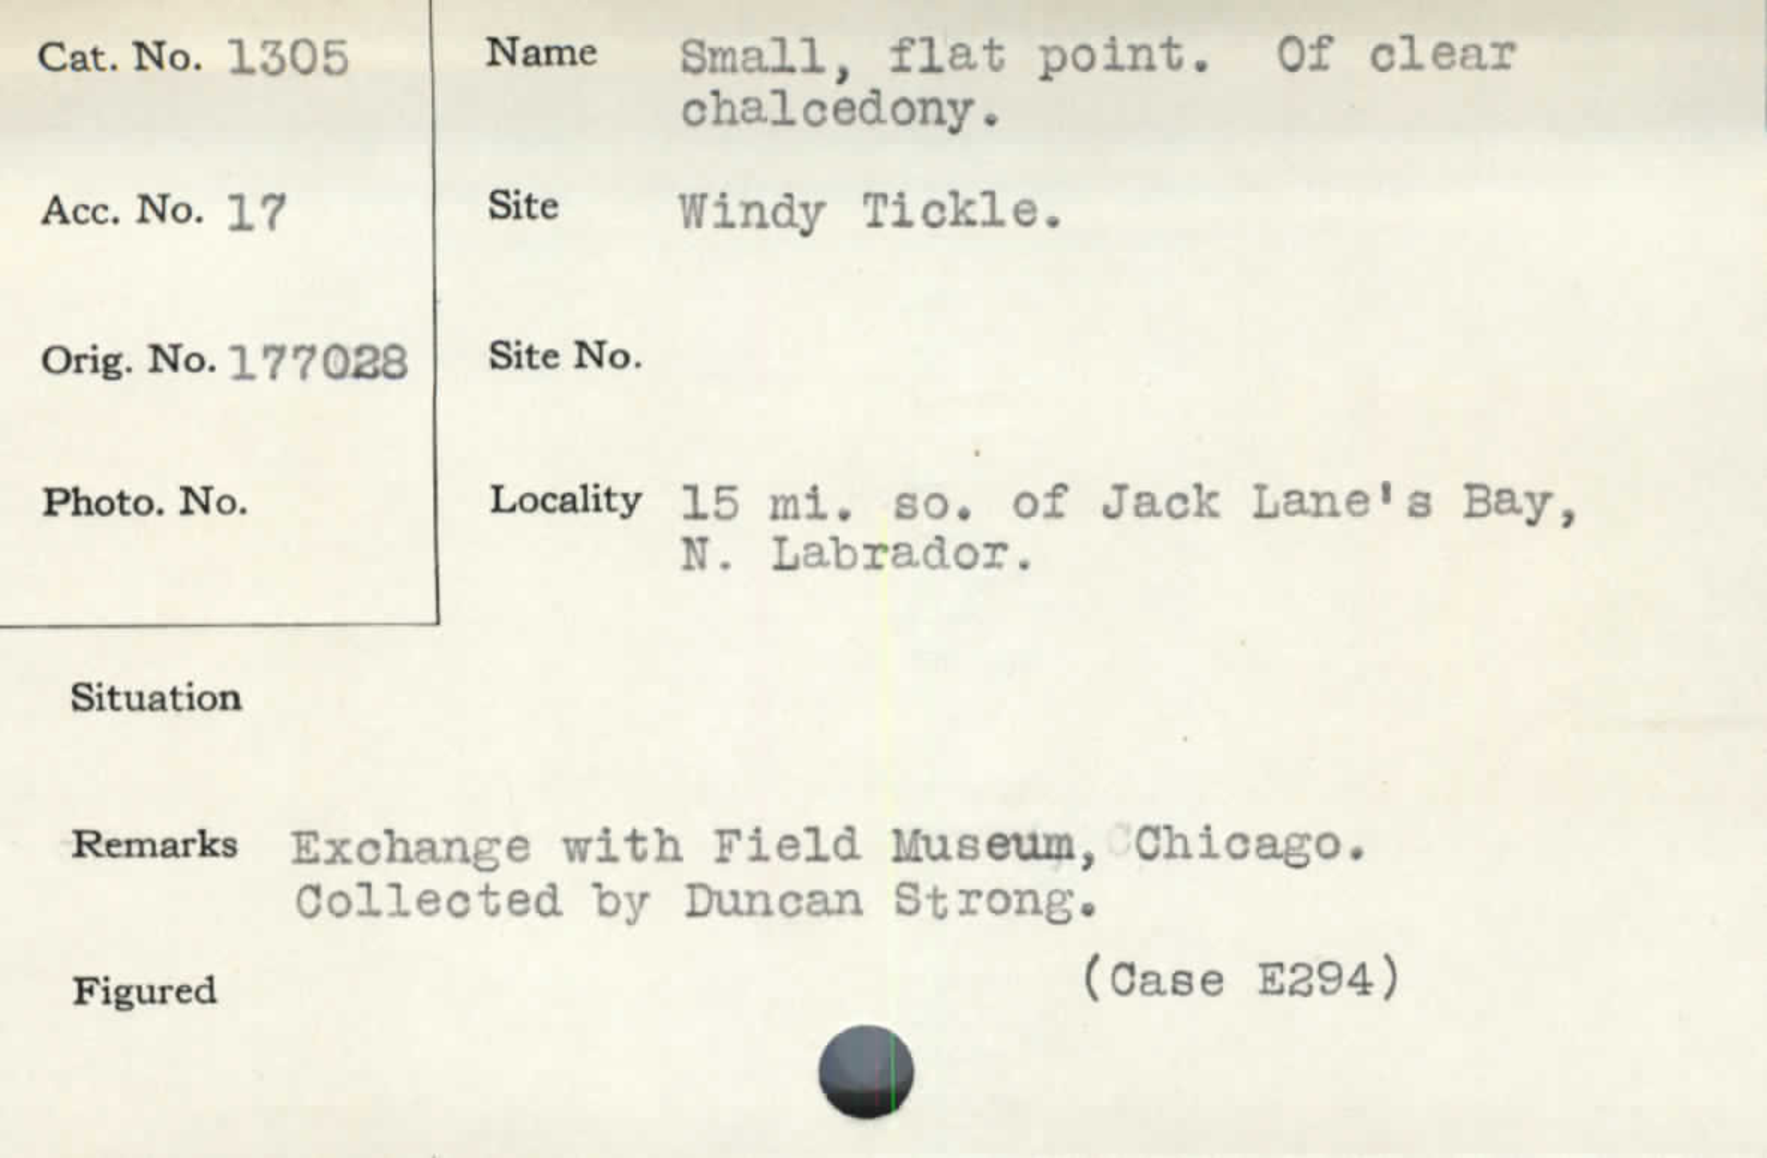 Cat. No. 1305
Name Small, flat point. Of clear
chalcedony.
Acc. No. 17
Site Windy Tickle.
Orig. No. 177028
Site No.
Photo. No.
Locality 15 mi. so. of Jack Lane's Bay,
N. Labrador.
Situation
Remarks Exchange with Field Museum, Chicago.
Collected by Duncan Strong.
(Case E294)
Figured